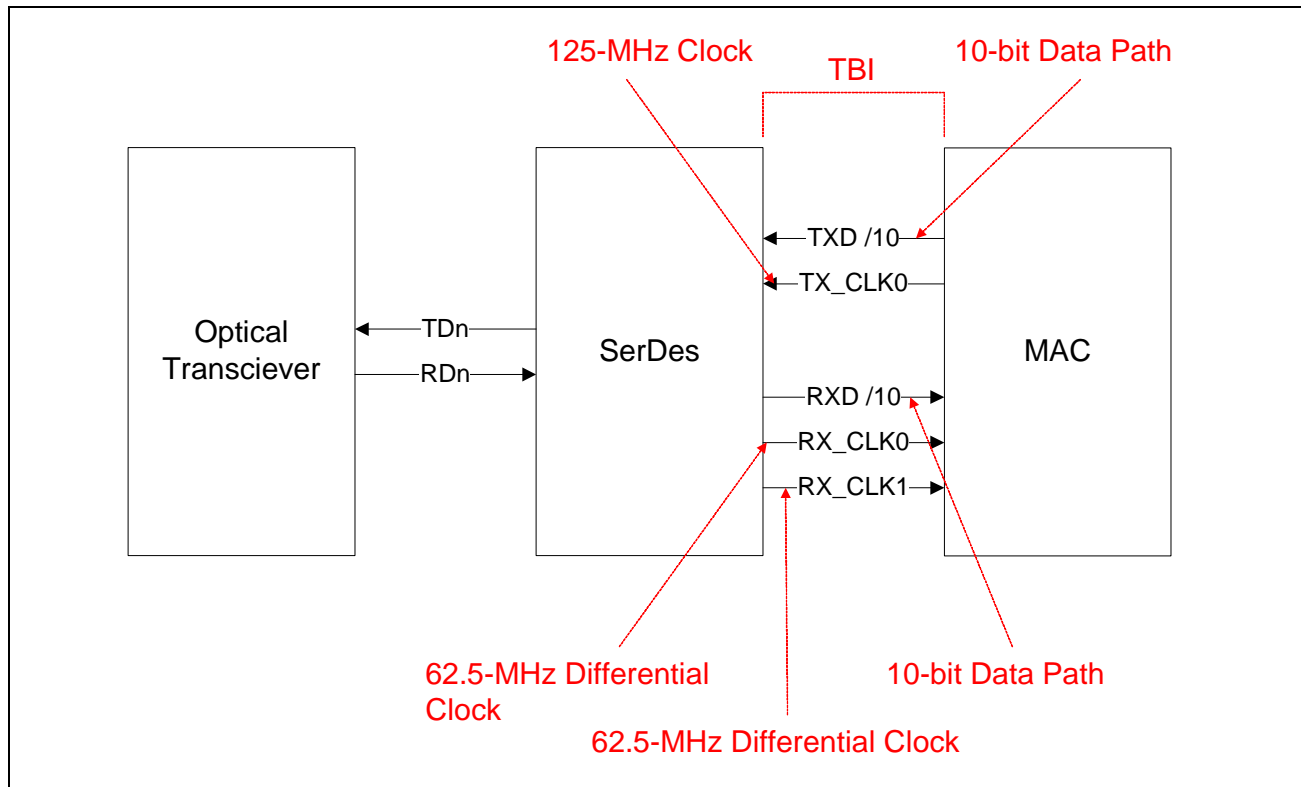 125-MHz Clock
TBI
10-bit Data Path
TXD /10
TX_CLK0
Optical
Transciever
TDn
RDn
SerDes
MAC
RXD /10
RX_CLK0
RX_CLK1
62.5-MHz Differential
Clock
10-bit Data Path
62.5-MHz Differential Clock